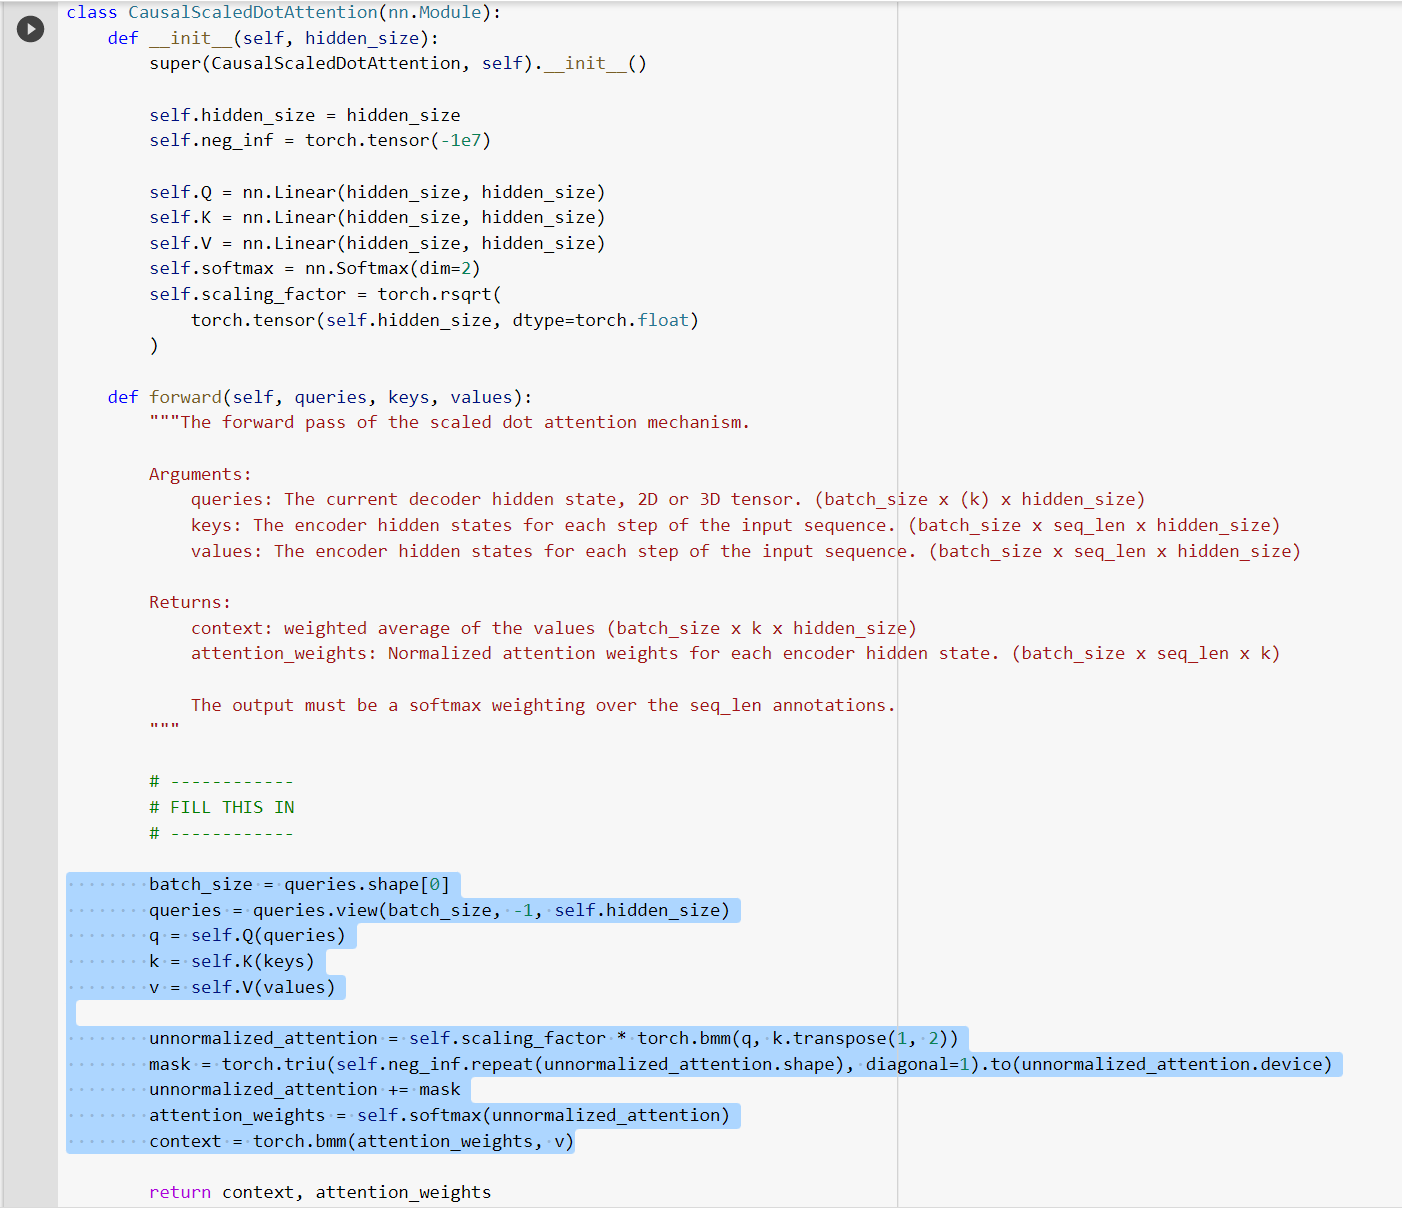 class CausalScaledDotAttention(nn.Module):
    def __init__(self, hidden_size):
        super(CausalScaledDotAttention, self).__init__()

        self.hidden_size = hidden_size
        self.neg_inf = torch.tensor(-1e7)

        self.Q = nn.Linear(hidden_size, hidden_size)
        self.K = nn.Linear(hidden_size, hidden_size)
        self.V = nn.Linear(hidden_size, hidden_size)
        self.softmax = nn.Softmax(dim=2)
        self.scaling_factor = torch.rsqrt(
            torch.tensor(self.hidden_size, dtype=torch.float)
        )

    def forward(self, queries, keys, values):
        """The forward pass of the scaled dot attention mechanism.

        Arguments:
            queries: The current decoder hidden state, 2D or 3D tensor. (batch_size x (k) x hidden_size)
            keys: The encoder hidden states for each step of the input sequence. (batch_size x seq_len x hidden_size)
            values: The encoder hidden states for each step of the input sequence. (batch_size x seq_len x hidden_size)

        Returns:
            context: weighted average of the values (batch_size x k x hidden_size)
            attention_weights: Normalized attention weights for each encoder hidden state. (batch_size x seq_len x k)

            The output must be a softmax weighting over the seq_len annotations.
        """

        # ------------
        # FILL THIS IN
        # ------------

        batch_size = queries.shape[0]
        queries = queries.view(batch_size, -1, self.hidden_size)
        q = self.Q(queries)
        k = self.K(keys)
        v = self.V(values)

        unnormalized_attention = self.scaling_factor * torch.bmm(q, k.transpose(1, 2))
        mask = torch.triu(self.neg_inf.repeat(unnormalized_attention.shape), diagonal=1).to(unnormalized_attention.device)
        unnormalized_attention += mask
        attention_weights = self.softmax(unnormalized_attention)
        context = torch.bmm(attention_weights, v)

        return context, attention_weights